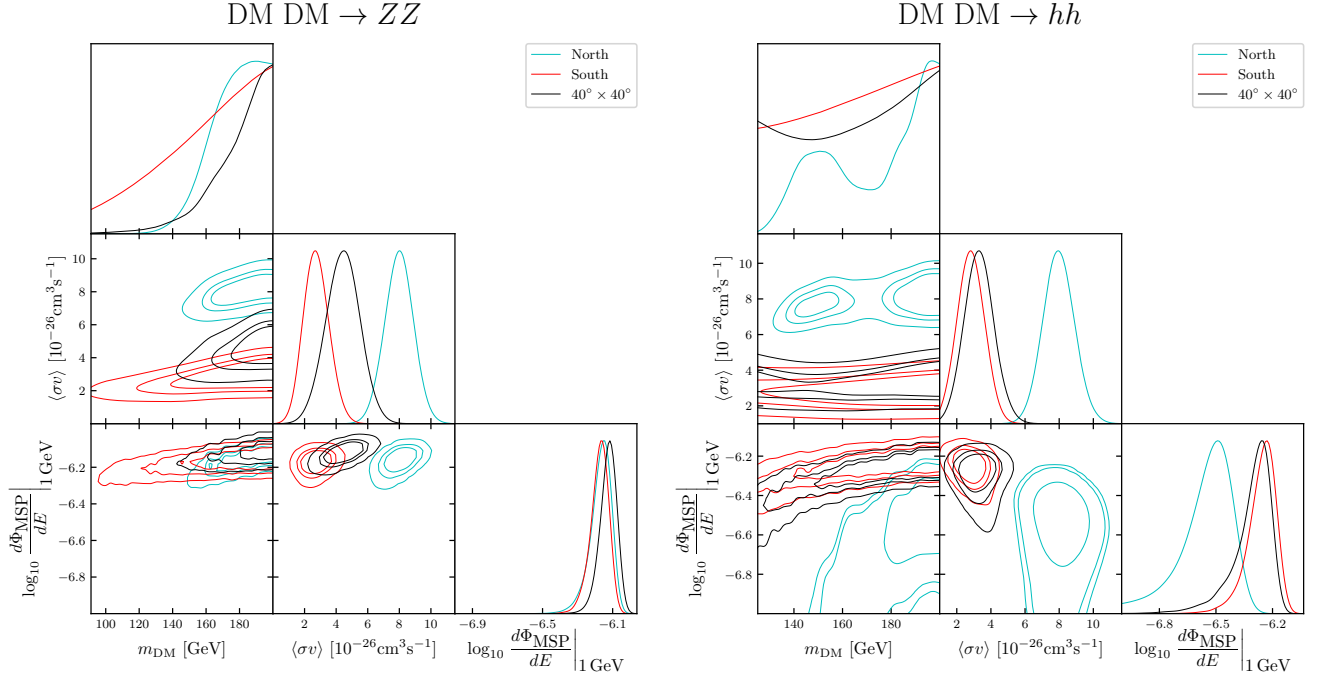 DM DM → ZZ
North
South
40° × 40°
⟨σv⟩ [10⁻²⁶cm³s⁻¹]
10
8
6
4
2
log₁₀ dΦ_MSP/dE |1 GeV
−6.2
−6.4
−6.6
−6.8
100 120 140 160 180
m_DM [GeV]
2 4 6 8 10
⟨σv⟩ [10⁻²⁶cm³s⁻¹]
−6.9 −6.5 −6.1
log₁₀ dΦ_MSP/dE |1 GeV
DM DM → hh
North
South
40° × 40°
⟨σv⟩ [10⁻²⁶cm³s⁻¹]
10
8
6
4
2
log₁₀ dΦ_MSP/dE |1 GeV
−6.2
−6.4
−6.6
−6.8
140 160 180
m_DM [GeV]
2 4 6 8 10
⟨σv⟩ [10⁻²⁶cm³s⁻¹]
−6.8 −6.5 −6.2
log₁₀ dΦ_MSP/dE |1 GeV